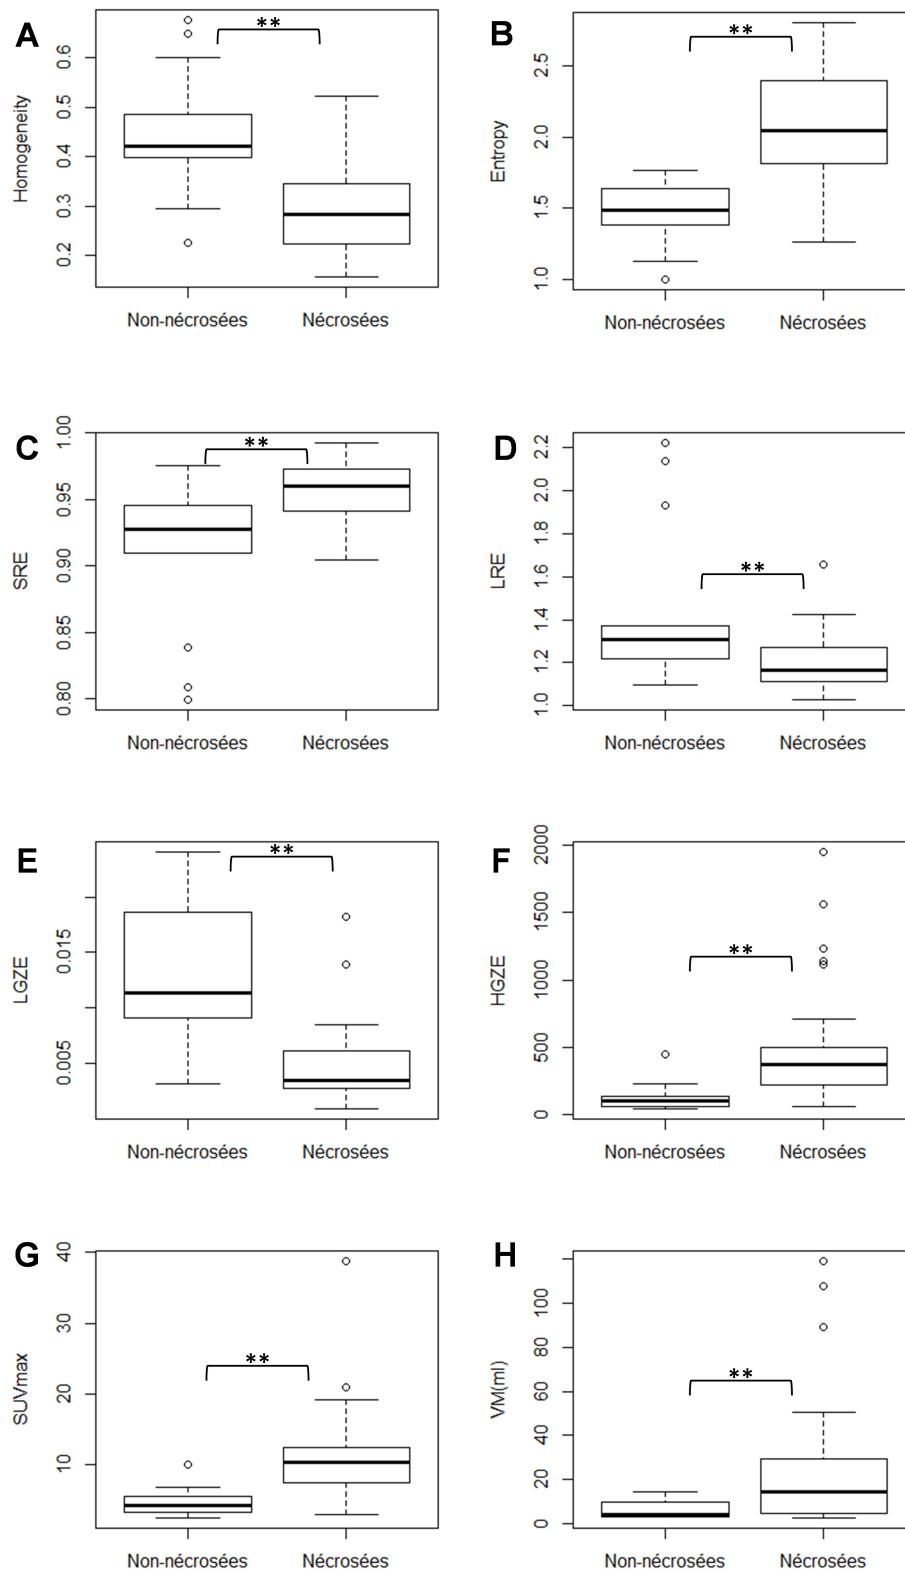 A
Homogeneity
0.6
0.5
0.4
0.3
0.2
**
Non-nécrosées
Nécrosées
B
Entropy
2.5
2.0
1.5
1.0
**
Non-nécrosées
Nécrosées
C
SRE
1.00
0.95
0.90
0.85
0.80
**
Non-nécrosées
Nécrosées
D
LRE
2.2
2.0
1.8
1.6
1.4
1.2
1.0
**
Non-nécrosées
Nécrosées
E
LGZE
0.015
0.005
**
Non-nécrosées
Nécrosées
F
HGZE
2000
1500
1000
500
0
**
Non-nécrosées
Nécrosées
G
SUVmax
40
30
20
10
**
Non-nécrosées
Nécrosées
H
VM(ml)
100
80
60
40
20
0
**
Non-nécrosées
Nécrosées